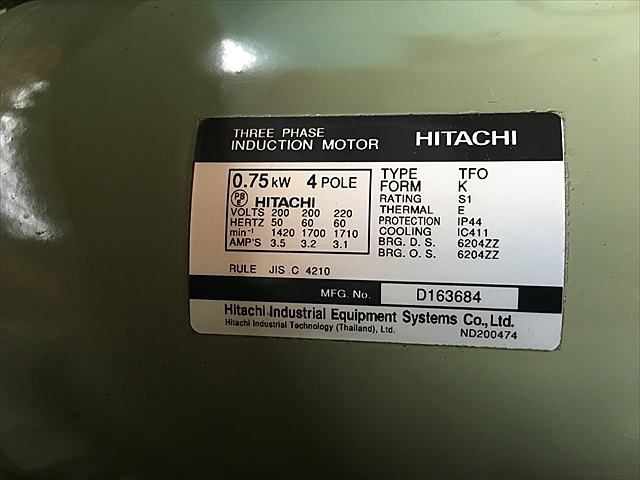 THREE PHASE
INDUCTION MOTOR HITACHI
0.75 kW 4 POLE
HITACHI
VOLTS 200 200 220
HERTZ 50 60 60
min⁻¹ 1420 1700 1710
AMP'S 3.5 3.2 3.1
RULE JIS C 4210
TYPE TFO
FORM K
RATING S1
THERMAL E
PROTECTION IP44
COOLING IC411
BRG. D. S. 6204ZZ
BRG. O. S. 6204ZZ
MFG. No. D163684
Hitachi Industrial Equipment Systems Co.,Ltd.
Hitachi Industrial Technology (Thailand), Ltd.
ND200474